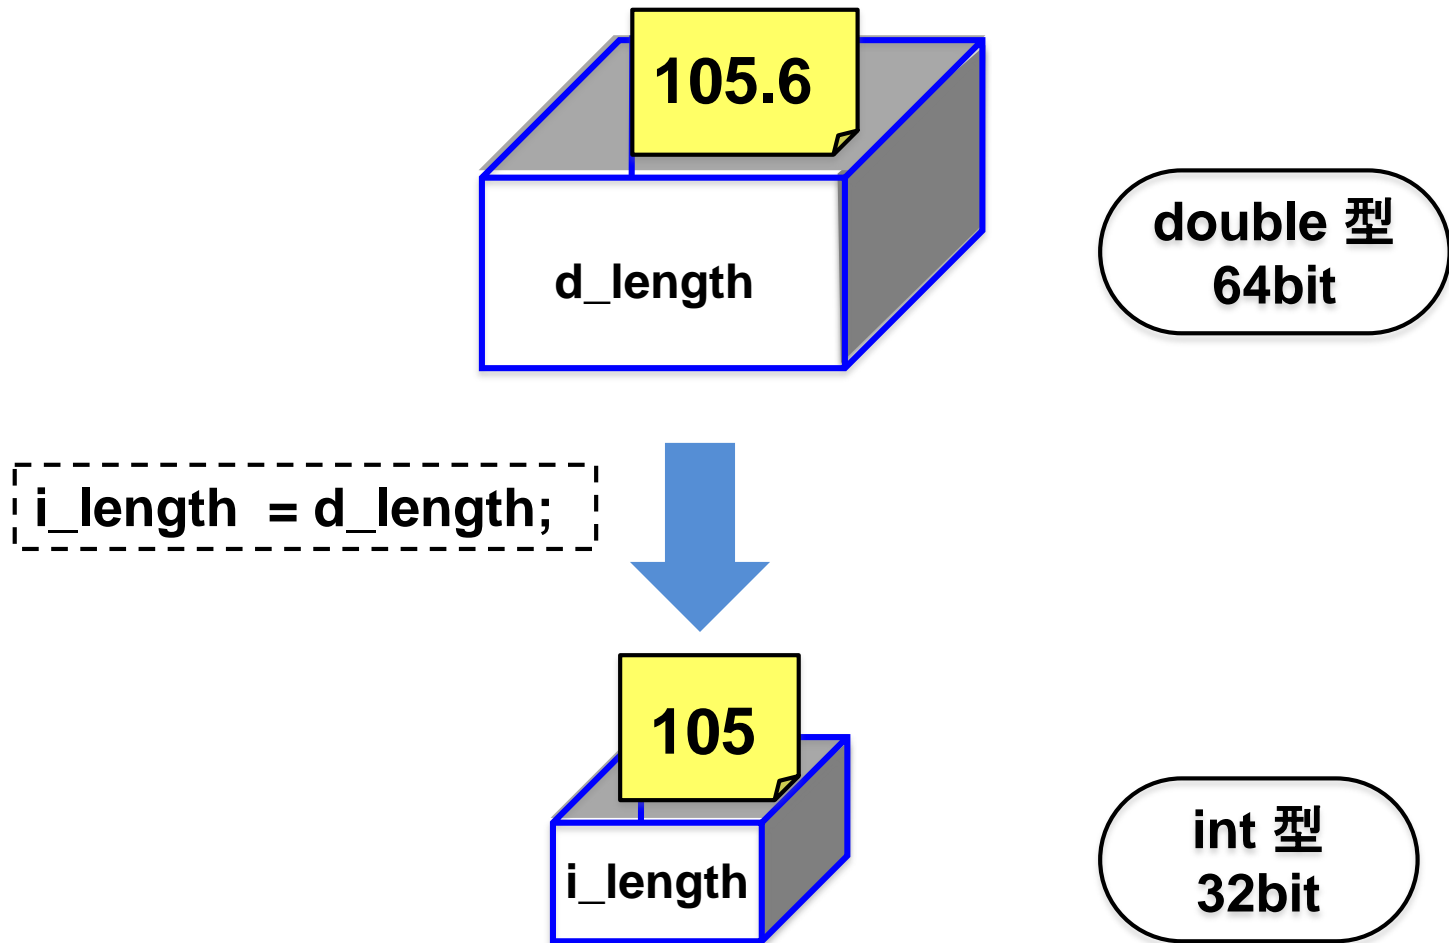 105.6
d_length
double 型
64bit
i_length = d_length;
105
i_length
int 型
32bit